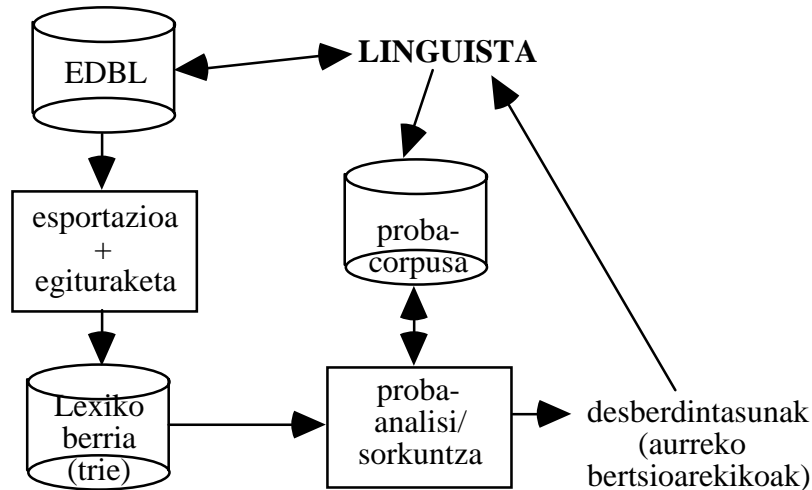 EDBL
LINGUISTA
esportazioa
+
egituraketa
proba-
corpusa
Lexiko
berria
(trie)
proba-
analisi/
sorkuntza
desberdintasunak
(aurreko
bertsioarekikoak)